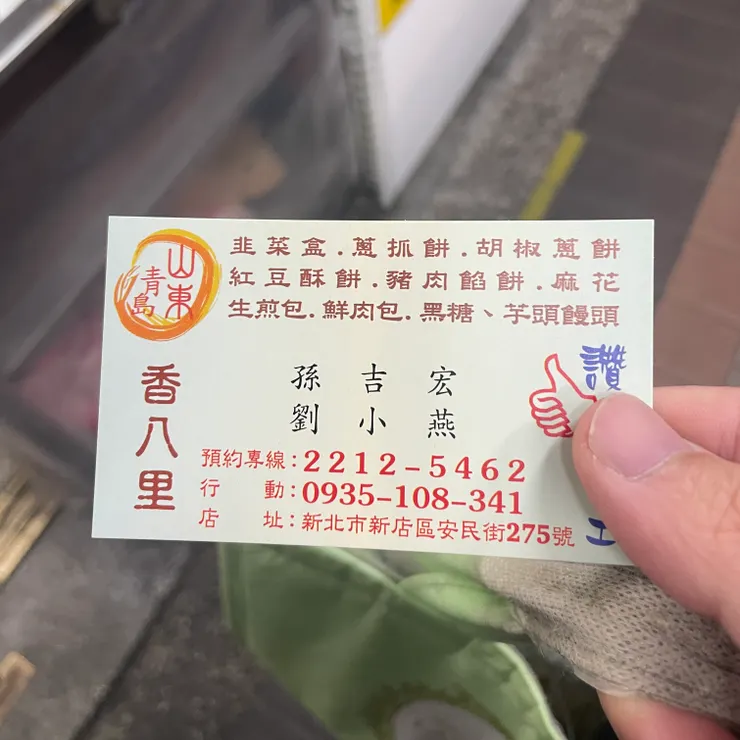 山東
青島
韭菜盒.蔥抓餅.胡椒蔥餅
紅豆酥餅.豬肉餡餅.麻花
生煎包.鮮肉包.黑糖、芋頭饅頭
香八里
孫吉宏
劉小燕
讚
預約專線:2212-5462
行動:0935-108-341
店址:新北市新店區安民街275號